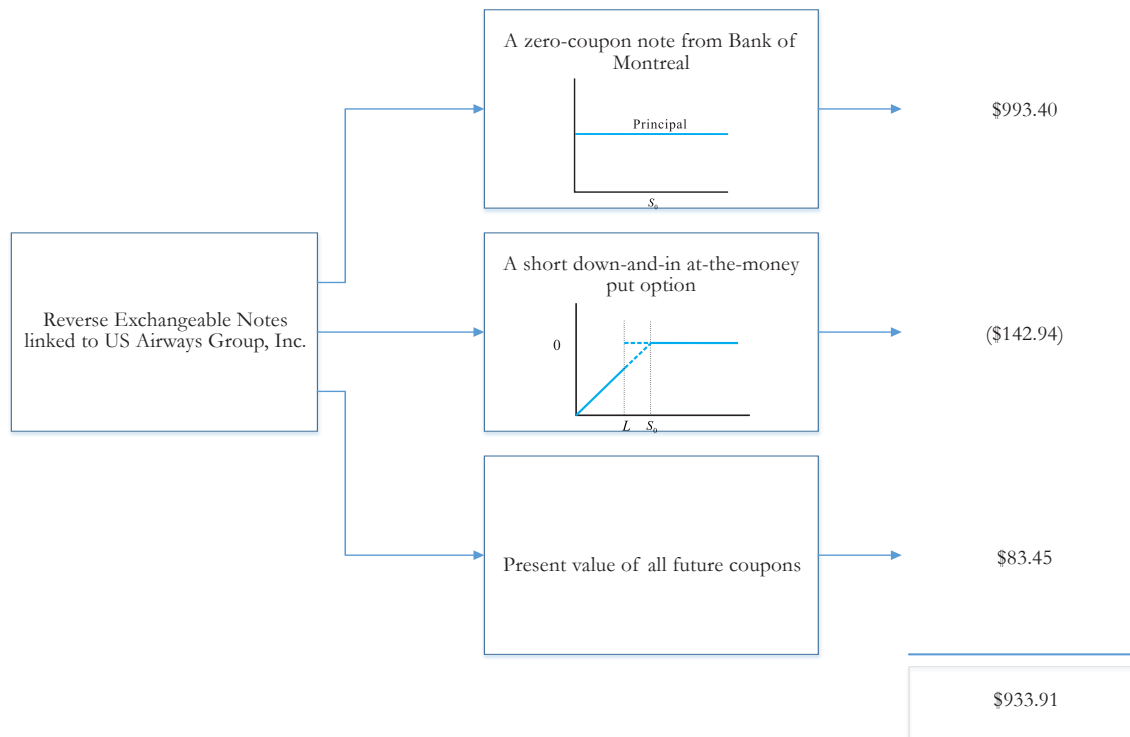 A zero-coupon note from Bank of
Montreal
Principal
S₀
$993.40
Reverse Exchangeable Notes
linked to US Airways Group, Inc.
A short down-and-in at-the-money
put option
0
L S₀
($142.94)
Present value of all future coupons
$83.45
$933.91